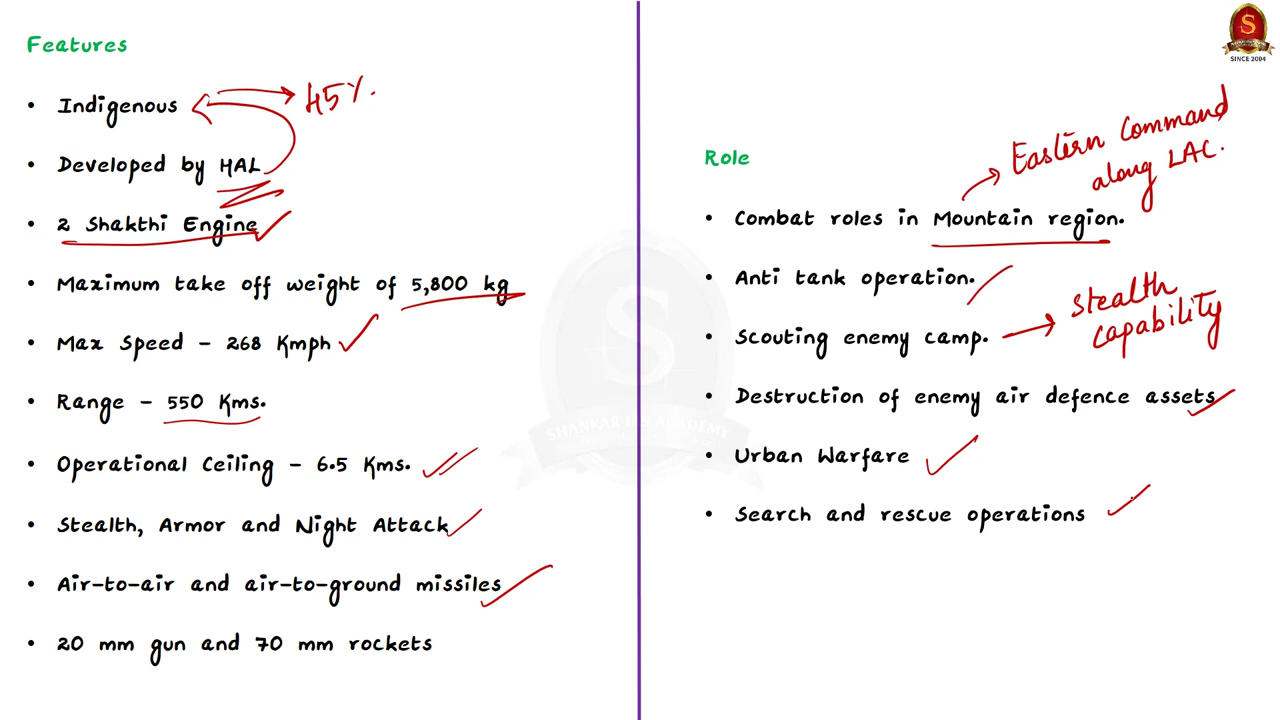 Features
• Indigenous → 45%.
• Developed by HAL
• 2 Shakthi Engine
• Maximum take off weight of 5,800 kg
• Max Speed - 268 Kmph
• Range - 550 Kms.
• Operational Ceiling - 6.5 Kms.
• Stealth, Armor and Night Attack
• Air-to-air and air-to-ground missiles
• 20 mm gun and 70 mm rockets
S
SINCE 2004
Eastern Command
along LAC.
Role
• Combat roles in Mountain region.
• Anti tank operation.
• Scouting enemy camp. → Stealth
capability
• Destruction of enemy air defence assets
• Urban Warfare
• Search and rescue operations
SHANKAR IAS ACADEMY